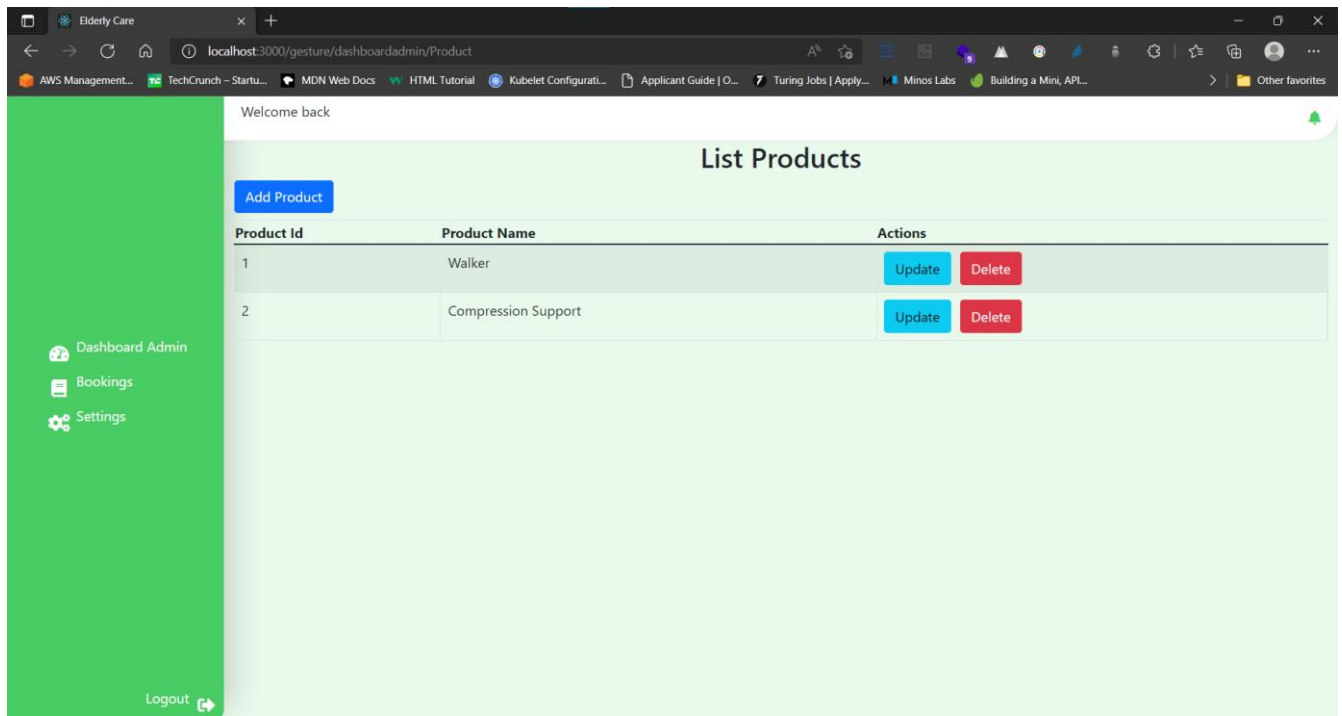 Elderly Care
localhost:3000/gesture/dashboardadmin/Product
AWS Management... TechCrunch – Startu... MDN Web Docs HTML Tutorial Kubelet Configurati... Applicant Guide | O... Turing Jobs | Apply... Minos Labs Building a Mini, API... Other favorites
Welcome back
List Products
Add Product
Product Id Product Name Actions
1 Walker Update Delete
2 Compression Support Update Delete
Dashboard Admin
Bookings
Settings
Logout